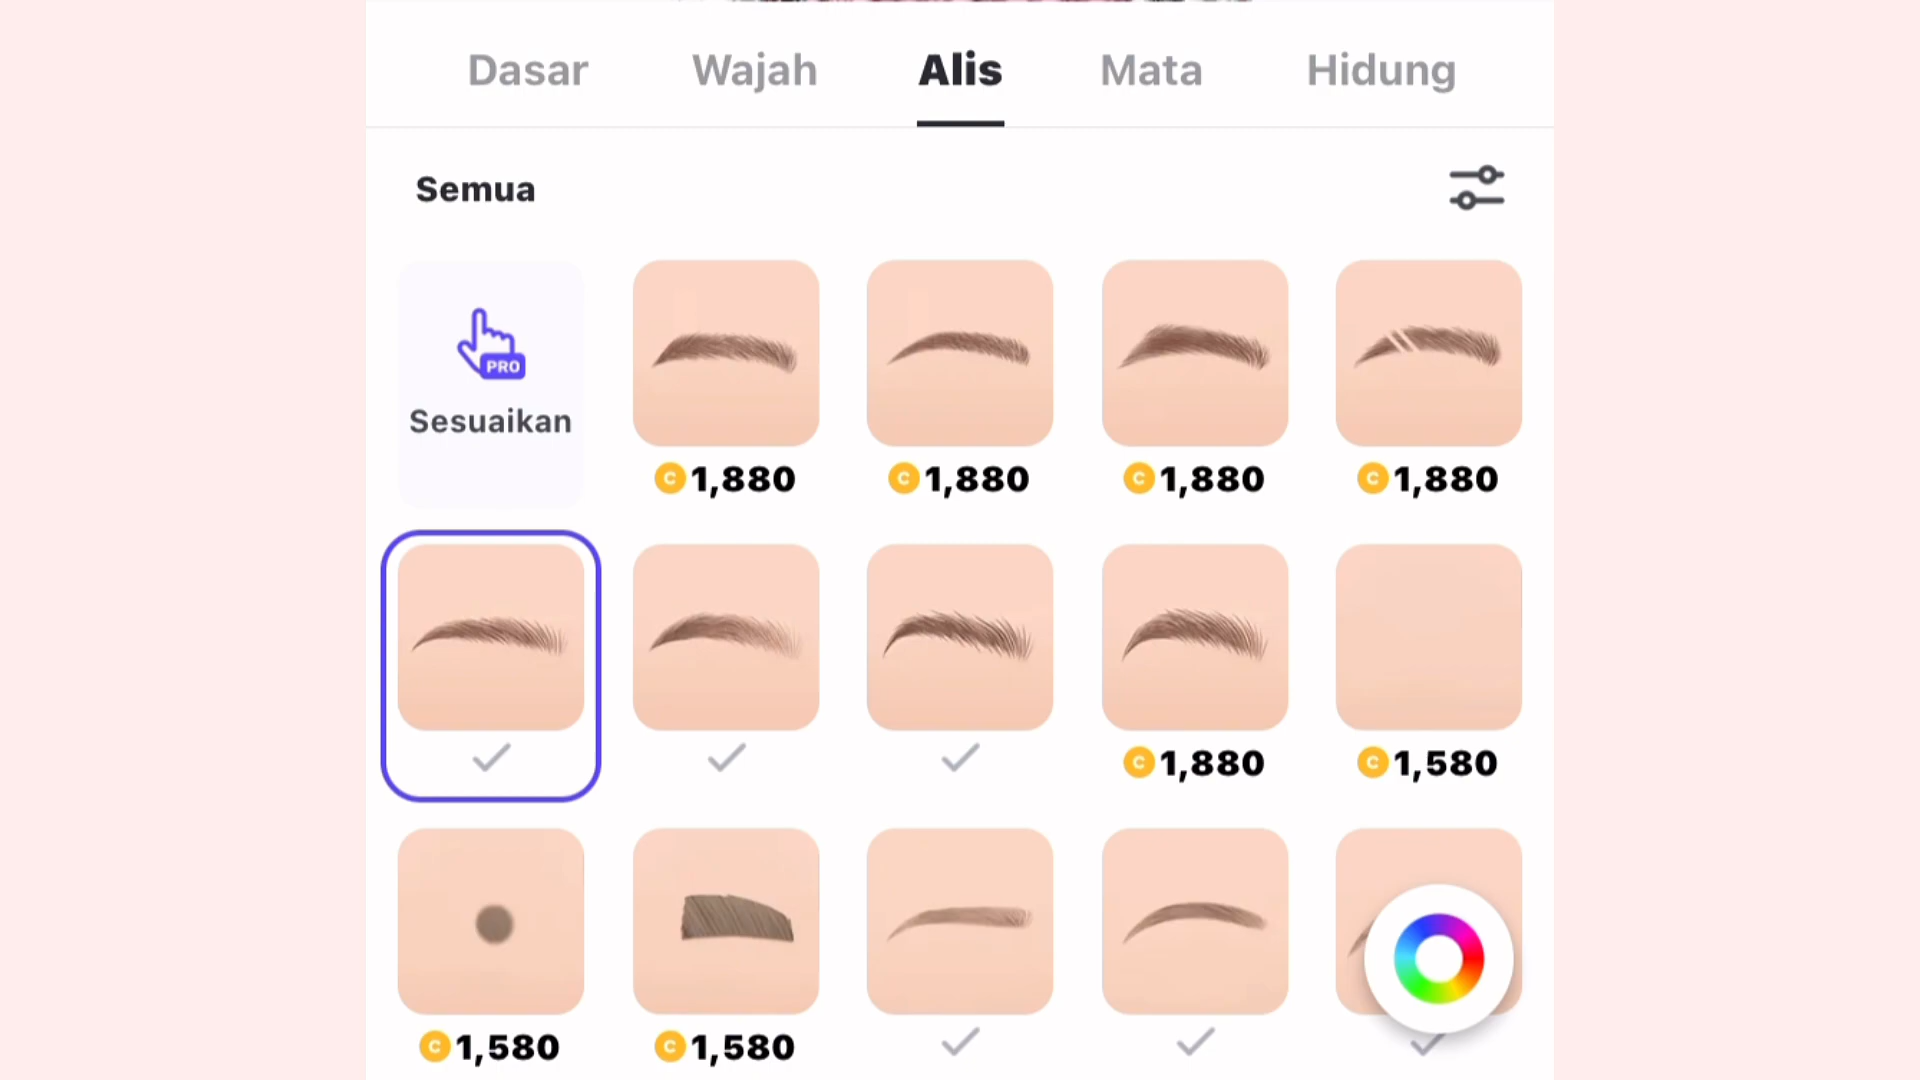 Dasar Wajah Alis Mata Hidung
Semua
PRO
Sesuaikan
C 1,880 C 1,880 C 1,880 C 1,880
C 1,880 C 1,580
C 1,580 C 1,580